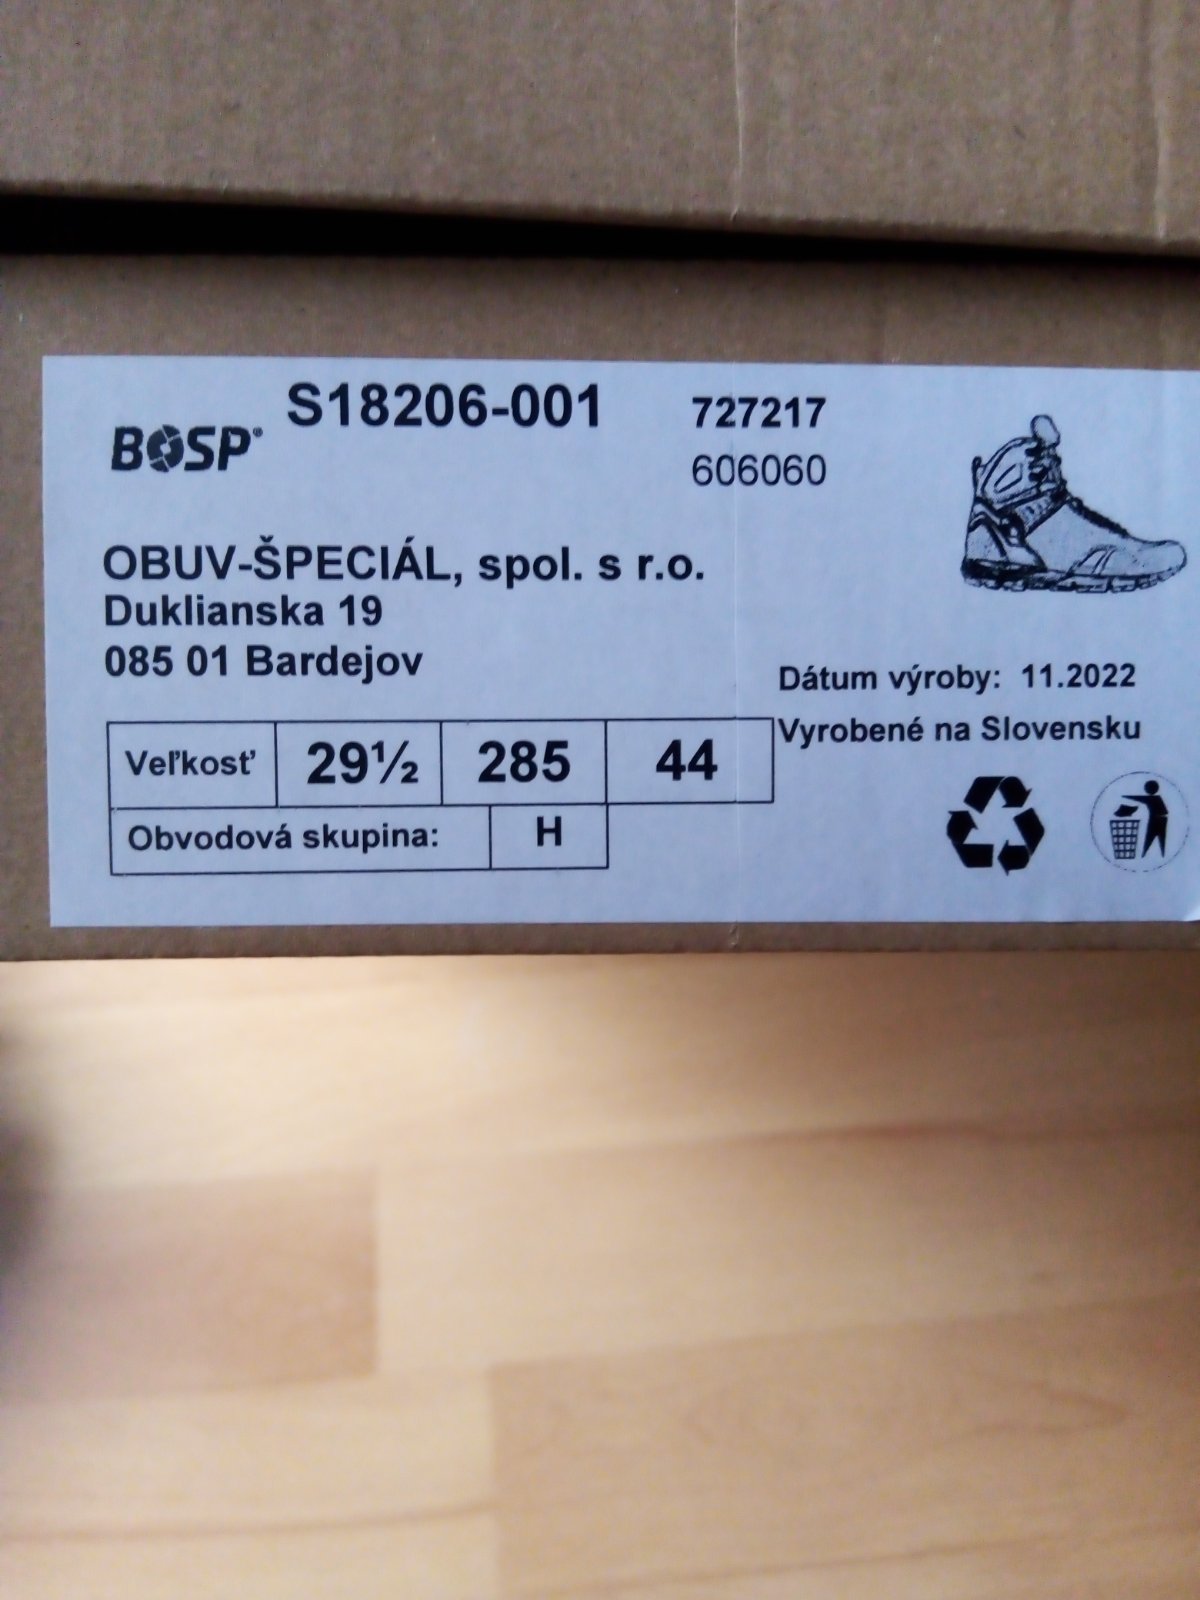 S18206-001
727217
BOSP®
606060
OBUV-ŠPECIÁL, spol. s r.o.
Duklianska 19
085 01 Bardejov
Dátum výroby: 11.2022
Vyrobené na Slovensku
Veľkosť 29½ 285 44
Obvodová skupina: H